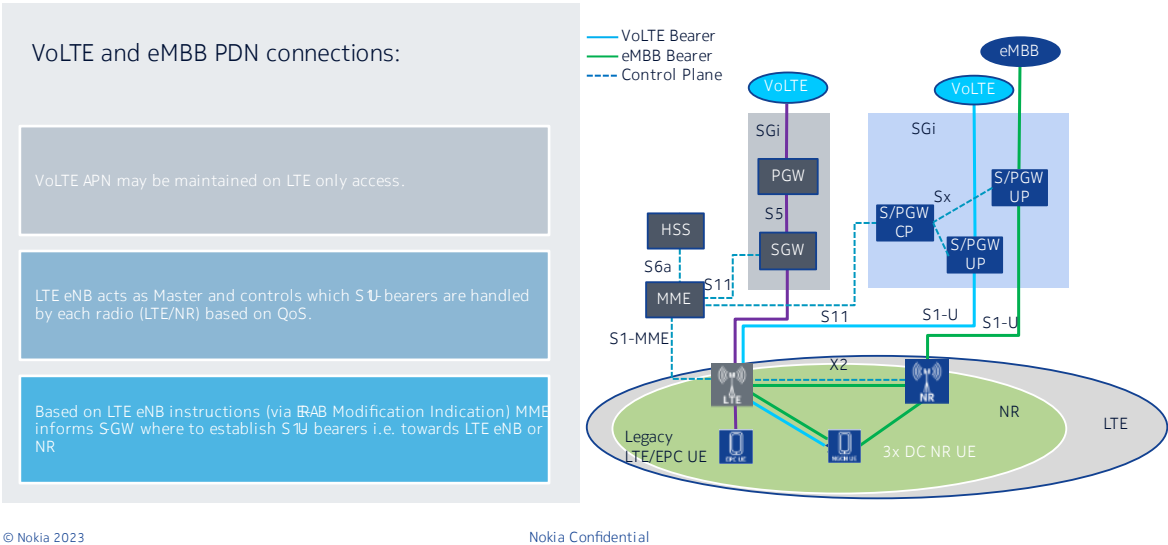 VoLTE and eMBB PDN connections:
VoLTE APN may be maintained on LTE only access.
LTE eNB acts as Master and controls which S1U-bearers are handled
by each radio (LTE/NR) based on QoS.
Based on LTE eNB instructions (via ERAB Modification Indication) MME
informs S-GW where to establish S1U bearers i.e. towards LTE eNB or
NR
VoLTE Bearer
eMBB Bearer
Control Plane
eMBB
VoLTE
VoLTE
SGi
SGi
PGW
S/PGW
UP
Sx
S5
S/PGW
CP
HSS
SGW
S/PGW
UP
S6a
S11
MME
S11
S1-U
S1-U
S1-MME
X2
LTE
NR
NR
LTE
Legacy
LTE/EPC UE
EPC UE
3x DC NR UE
© Nokia 2023
Nokia Confidential